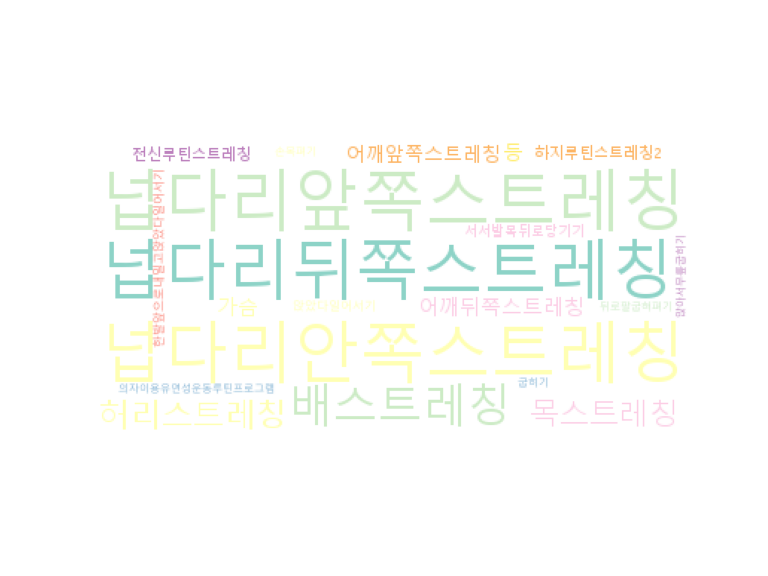 전신루틴스트레칭
어깨앞쪽스트레칭
등
하지루틴스트레칭2
넙다리앞쪽스트레칭
한발앞으로내밀고앉았다일어서기
서서발목뒤로당기기
넙다리뒤쪽스트레칭
앉아서무릎굽히기
가슴
어깨뒤쪽스트레칭
뒤로팔굽혀펴기
넙다리안쪽스트레칭
의자이용유연성운동루틴프로그램
굽히기
허리스트레칭
배스트레칭
목스트레칭